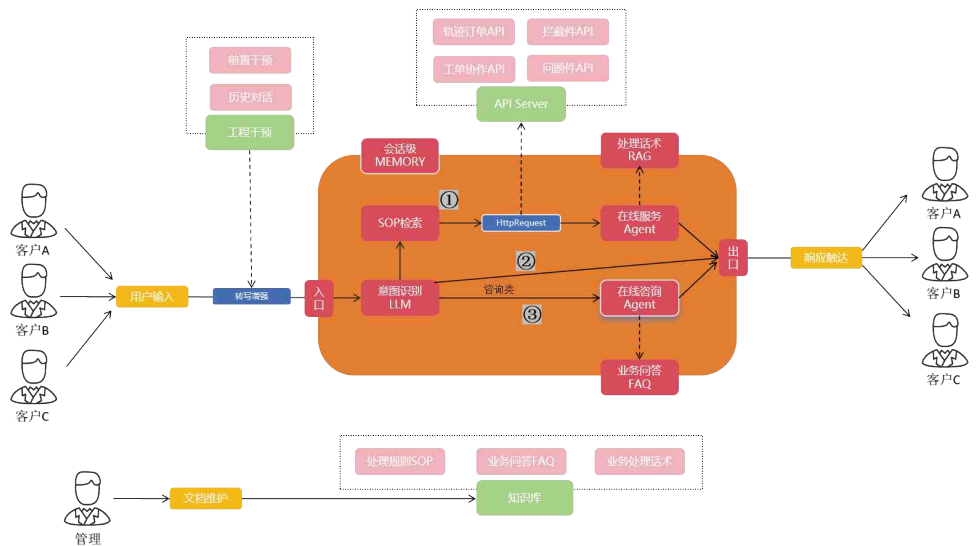 轨迹订单API
拦截件API
前置干预
工单协作API
问题件API
历史对话
API Server
工程干预
会话级
MEMORY
处理话术
RAG
①
SOP检索
HttpRequest
在线服务
Agent
客户A
客户A
②
出口
响应触达
用户输入
转写增强
入口
意图识别
LLM
咨询类
在线咨询
Agent
客户B
客户B
③
业务问答
FAQ
客户C
客户C
处理规则SOP
业务问答FAQ
业务处理话术
文档维护
知识库
管理